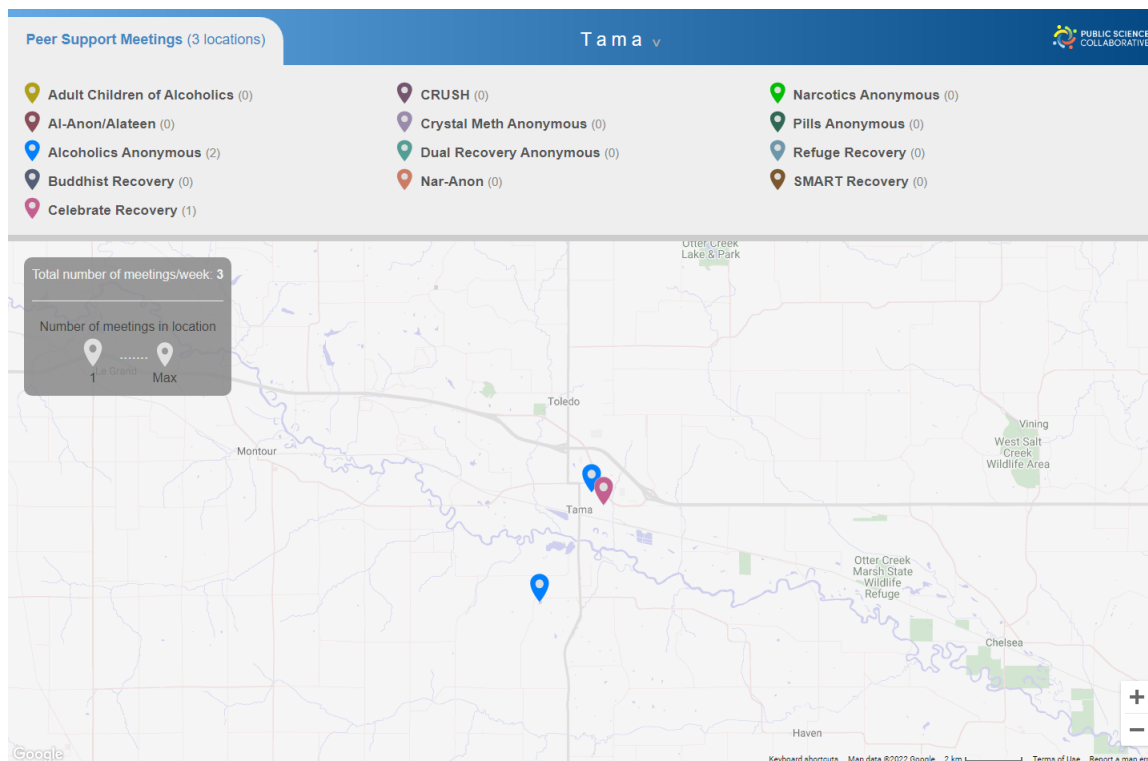 Peer Support Meetings (3 locations)
Tama v
PUBLIC SCIENCE
COLLABORATIVE
Adult Children of Alcoholics (0)
Al-Anon/Alateen (0)
Alcoholics Anonymous (2)
Buddhist Recovery (0)
Celebrate Recovery (1)
CRUSH (0)
Crystal Meth Anonymous (0)
Dual Recovery Anonymous (0)
Nar-Anon (0)
Narcotics Anonymous (0)
Pills Anonymous (0)
Refuge Recovery (0)
SMART Recovery (0)
Otter Creek
Lake & Park
Total number of meetings/week: 3
Number of meetings in location
.......
Le Grand
1 Max
Toledo
Vining
Montour
West Salt
Creek
Wildlife Area
Tama
Otter Creek
Marsh State
Wildlife
Refuge
Chelsea
+
Haven
−
Google
Keyboard shortcuts Map data ©2022 Google 2 km Terms of Use Report a map er